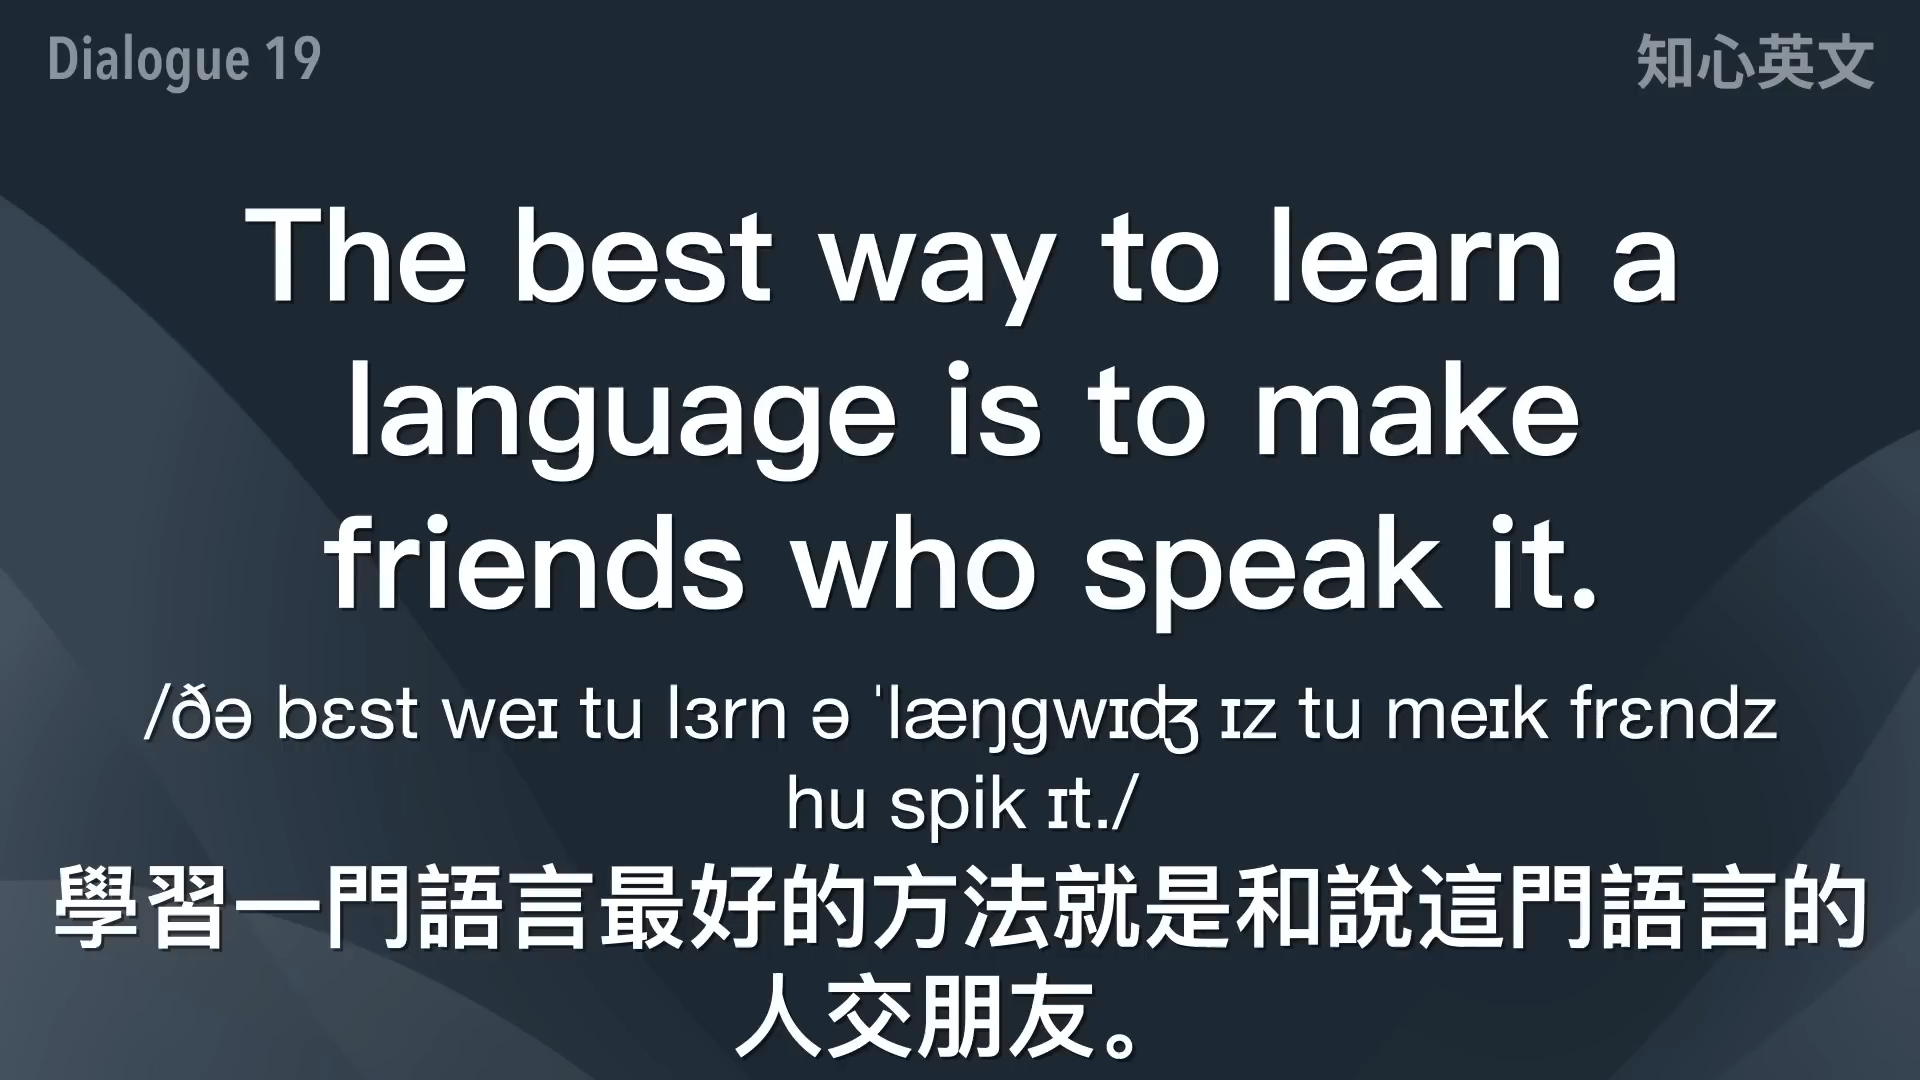 Dialogue 19
知心英文
The best way to learn a
language is to make
friends who speak it.
/ðə bɛst weɪ tu lɜrn ə ˈlæŋgwɪʤ ɪz tu meɪk frɛndz
hu spik ɪt./
學習一門語言最好的方法就是和說這門語言的
人交朋友。